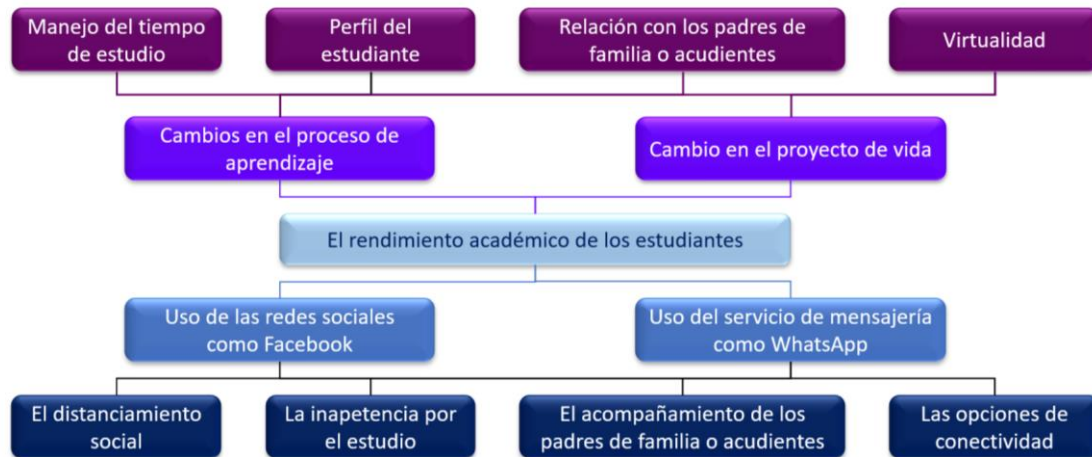 Manejo del tiempo
de estudio
Perfil del
estudiante
Relación con los padres de
familia o acudientes
Virtualidad
Cambios en el proceso de
aprendizaje
Cambio en el proyecto de vida
El rendimiento académico de los estudiantes
Uso de las redes sociales
como Facebook
Uso del servicio de mensajería
como WhatsApp
El distanciamiento
social
La inapetencia por
el estudio
El acompañamiento de los
padres de familia o acudientes
Las opciones de
conectividad